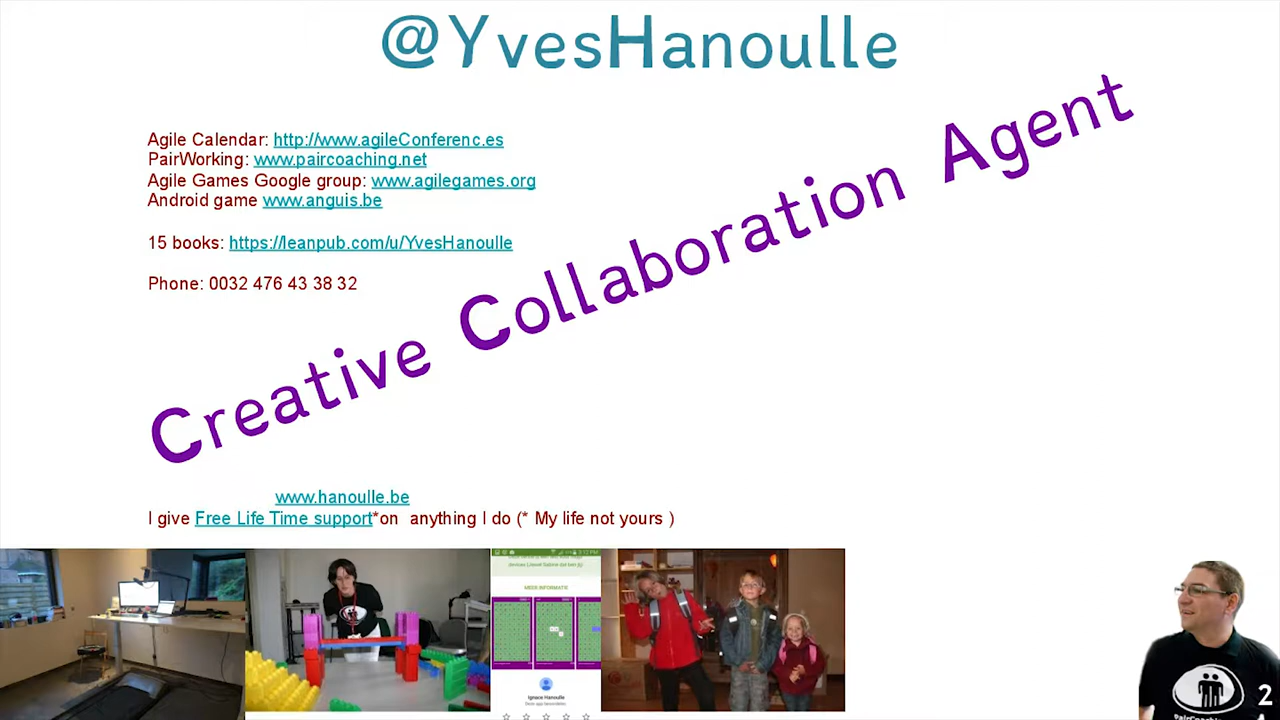 @YvesHanoulle
Agile Calendar: http://www.agileConferenc.es
PairWorking: www.paircoaching.net
Agile Games Google group: www.agilegames.org
Android game www.anguis.be
15 books: https://leanpub.com/u/YvesHanoulle
Phone: 0032 476 43 38 32
Creative Collaboration Agent
www.hanoulle.be
I give Free Life Time support*on anything I do (* My life not yours )
MEER INFORMATIE
Ignace Hanoulle
2